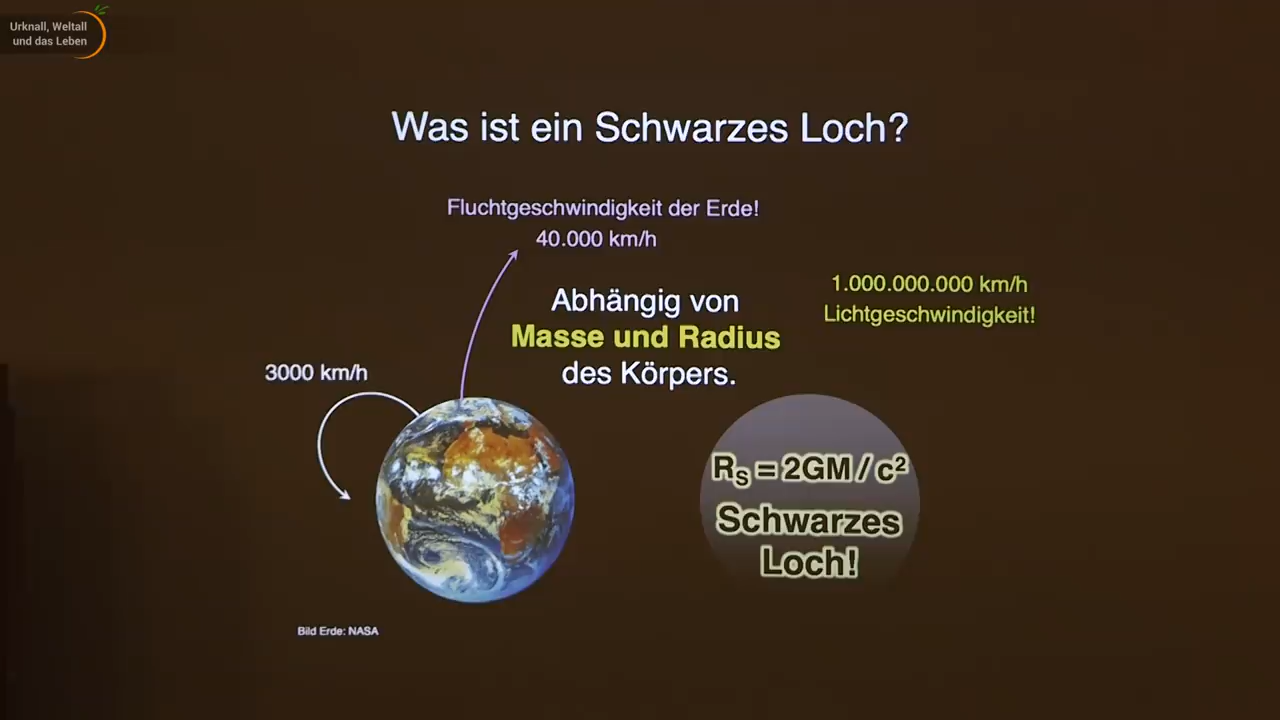 Urknall, Weltall
und das Leben
Was ist ein Schwarzes Loch?
Fluchtgeschwindigkeit der Erde!
40.000 km/h
1.000.000.000 km/h
Lichtgeschwindigkeit!
Abhängig von
Masse und Radius
des Körpers.
3000 km/h
R_S = 2GM / c²
Schwarzes
Loch!
Bild Erde: NASA